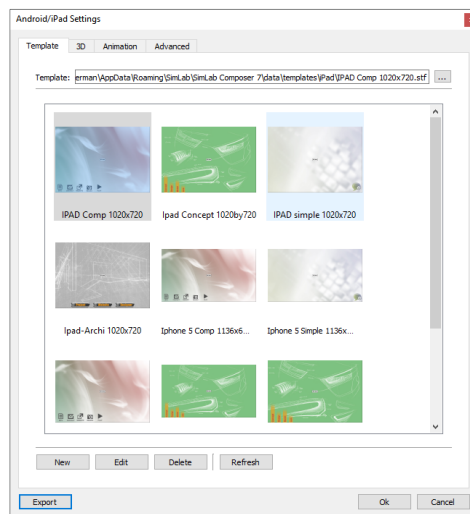 Android/iPad Settings
Template 3D Animation Advanced
Template: erman\AppData\Roaming\SimLab\SimLab Composer 7\data\templates\iPad\IPAD Comp 1020x720.stf ...
IPAD Comp 1020x720 Ipad Concept 1020by720 IPAD simple 1020x720
Ipad-Archi 1020x720 Iphone 5 Comp 1136x6... Iphone 5 Simple 1136x...
New Edit Delete Refresh
Export Ok Cancel